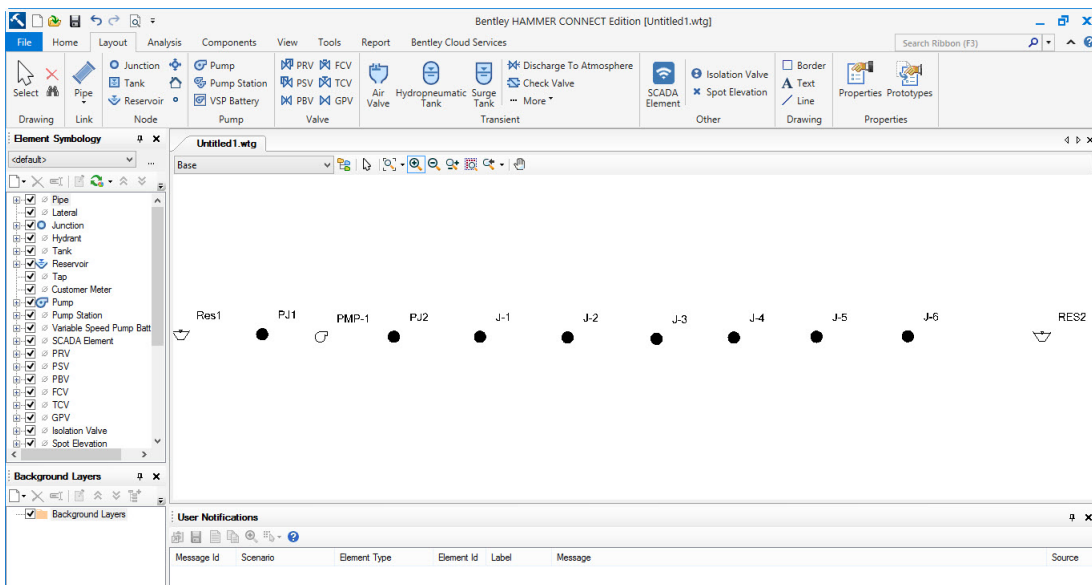 Bentley HAMMER CONNECT Edition [Untitled1.wtg]
File Home Layout Analysis Components View Tools Report Bentley Cloud Services Search Ribbon (F3)
Select Pipe Junction Tank Reservoir
Pump Pump Station VSP Battery
PRV FCV
PSV TCV
PBV GPV
Air Valve Hydropneumatic Tank Surge Tank
Discharge To Atmosphere
Check Valve
More
SCADA Element
Isolation Valve
Spot Elevation
Border
Text
Line
Properties Prototypes
Drawing Link Node Pump Valve Transient Other Drawing Properties
Element Symbology
<default> ...
Pipe
Lateral
Junction
Hydrant
Tank
Reservoir
Tap
Customer Meter
Pump
Pump Station
Variable Speed Pump Batt
SCADA Element
PRV
PSV
PBV
FCV
TCV
GPV
Isolation Valve
Spot Elevation
Background Layers
Background Layers
Untitled1.wtg
Base
Res1 PJ1 PMP-1 PJ2 J-1 J-2 J-3 J-4 J-5 J-6 RES2
User Notifications
Message Id Scenario Element Type Element Id Label Message Source